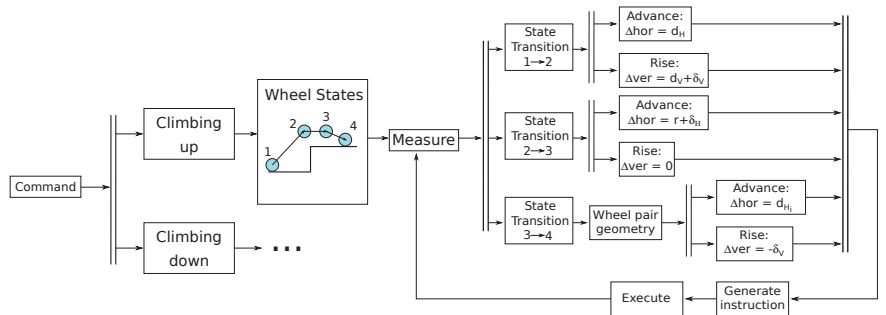 Command
Climbing
up
Climbing
down
...
Wheel States
1
2
3
4
Measure
State
Transition
1→2
Advance:
Δhor = d_H
Rise:
Δver = d_V+δ_V
State
Transition
2→3
Advance:
Δhor = r+δ_H
Rise:
Δver = 0
State
Transition
3→4
Wheel pair
geometry
Advance:
Δhor = d_H_i
Rise:
Δver = -δ_V
Generate
instruction
Execute